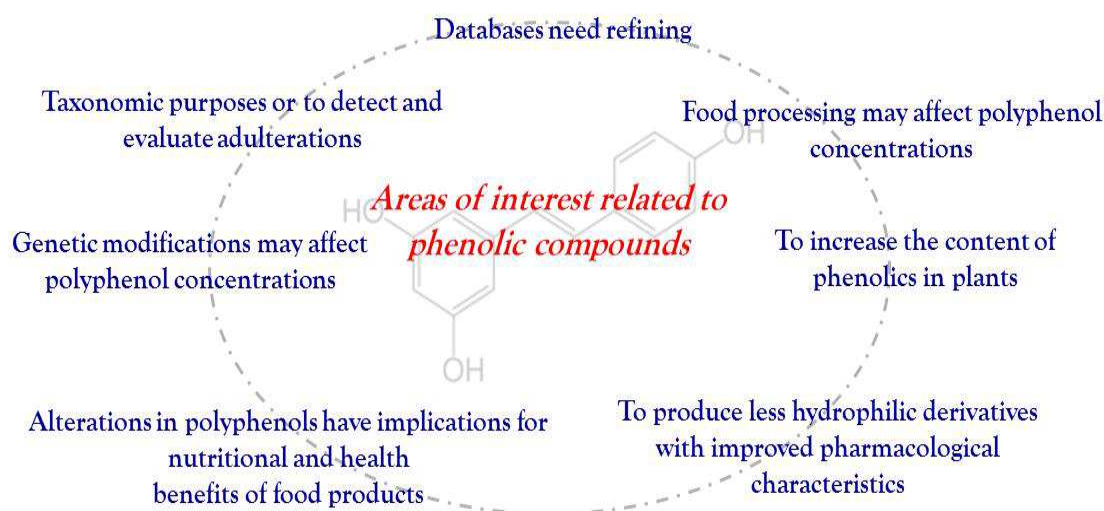 Databases need refining
Taxonomic purposes or to detect and
evaluate adulterations
Food processing may affect polyphenol
concentrations
OH
HO
Areas of interest related to
phenolic compounds
Genetic modifications may affect
polyphenol concentrations
To increase the content of
phenolics in plants
OH
Alterations in polyphenols have implications for
nutritional and health
benefits of food products
To produce less hydrophilic derivatives
with improved pharmacological
characteristics